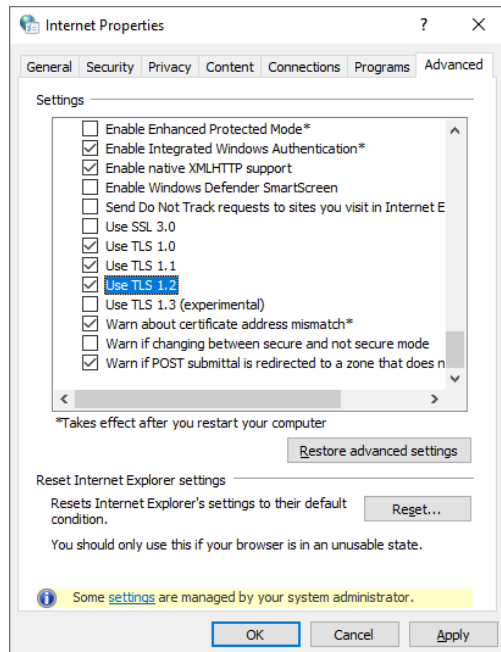 Internet Properties
?
General Security Privacy Content Connections Programs Advanced
Settings
Enable Enhanced Protected Mode*
Enable Integrated Windows Authentication*
Enable native XMLHTTP support
Enable Windows Defender SmartScreen
Send Do Not Track requests to sites you visit in Internet E
Use SSL 3.0
Use TLS 1.0
Use TLS 1.1
Use TLS 1.2
Use TLS 1.3 (experimental)
Warn about certificate address mismatch*
Warn if changing between secure and not secure mode
Warn if POST submittal is redirected to a zone that does n
*Takes effect after you restart your computer
Restore advanced settings
Reset Internet Explorer settings
Resets Internet Explorer's settings to their default
condition.
Reset...
You should only use this if your browser is in an unusable state.
Some settings are managed by your system administrator.
OK Cancel Apply